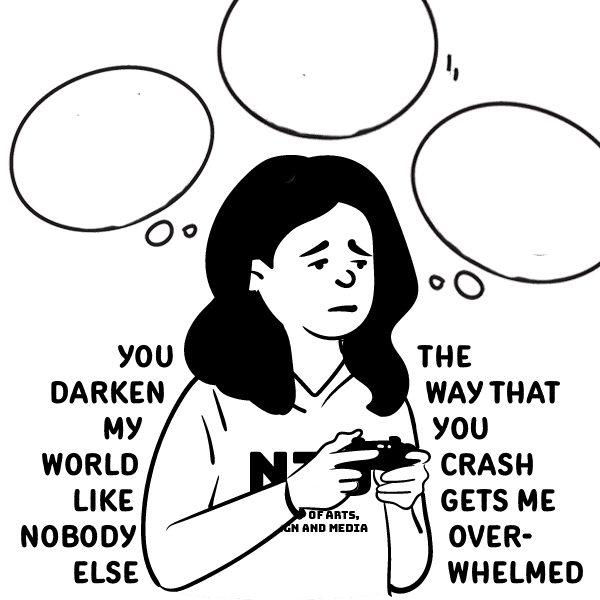 YOU
DARKEN
MY
WORLD
LIKE
NOBODY
ELSE
THE
WAY THAT
YOU
CRASH
GETS ME
OVER-
WHELMED
OF ARTS,
GN AND MEDIA